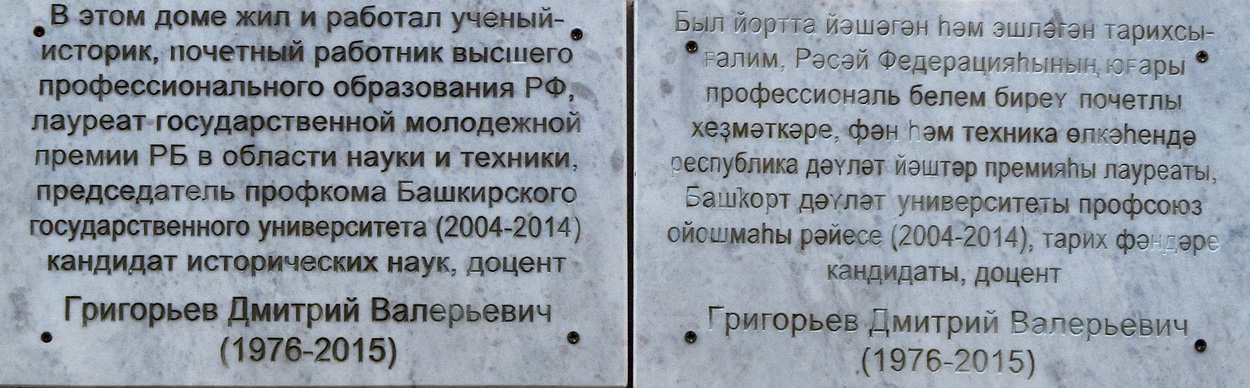 В этом доме жил и работал ученый-
историк, почетный работник высшего
профессионального образования РФ,
лауреат государственной молодежной
премии РБ в области науки и техники,
председатель профкома Башкирского
государственного университета (2004-2014)
кандидат исторических наук, доцент
Григорьев Дмитрий Валерьевич
(1976-2015)
Был йортта йәшәгән һәм эшләгән тарихсы-
ғалим, Рәсәй Федерацияһының юғары
профессиональ белем биреү почетлы
хеҙмәткәре, фән һәм техника өлкәһендә
республика дәүләт йәштәр премияһы лауреаты,
Башҡорт дәүләт университеты профсоюз
ойошмаһы рәйесе (2004-2014), тарих фәндәре
кандидаты, доцент
Григорьев Дмитрий Валерьевич
(1976-2015)